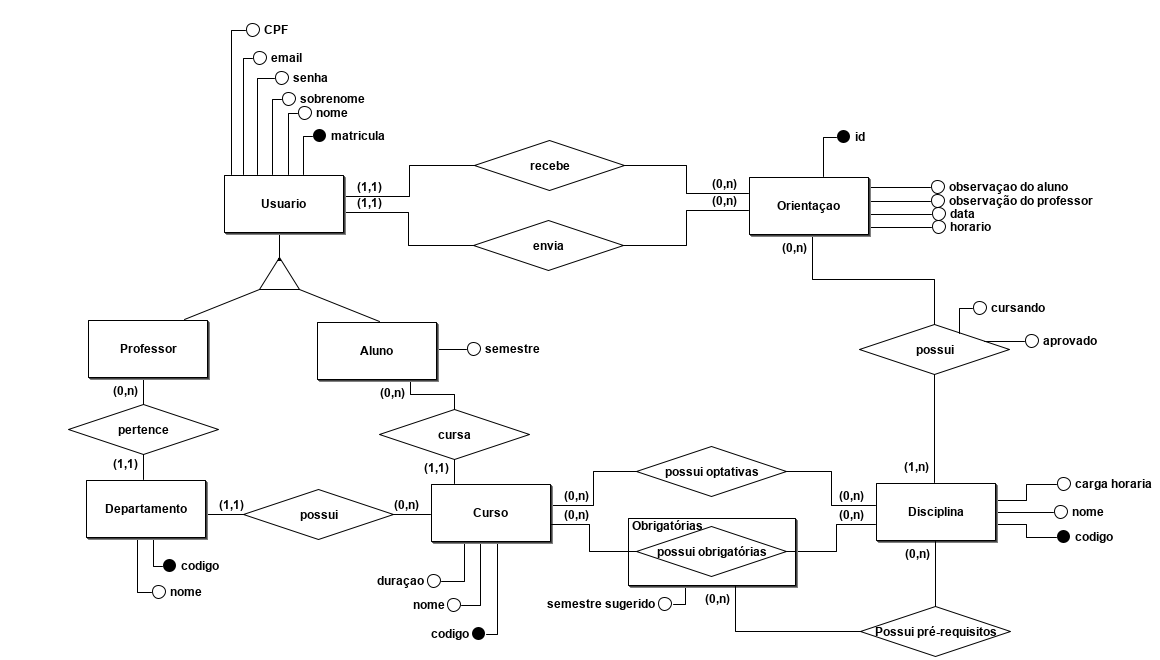 CPF
email
senha
sobrenome
nome
matricula
id
recebe
(1,1)
(0,n)
Usuario
(1,1)
(0,n)
Orientaçao
observaçao do aluno
observação do professor
data
horario
envia
(0,n)
cursando
aprovado
possui
Professor
Aluno
semestre
(0,n)
(0,n)
pertence
cursa
(1,1)
(1,1)
(1,n)
possui optativas
Departamento
(1,1)
possui
(0,n)
Curso
(0,n)
(0,n)
(0,n)
(0,n)
Disciplina
carga horaria
nome
codigo
Obrigatórias
possui obrigatórias
(0,n)
codigo
nome
duraçao
nome
codigo
semestre sugerido
(0,n)
Possui pré-requisitos